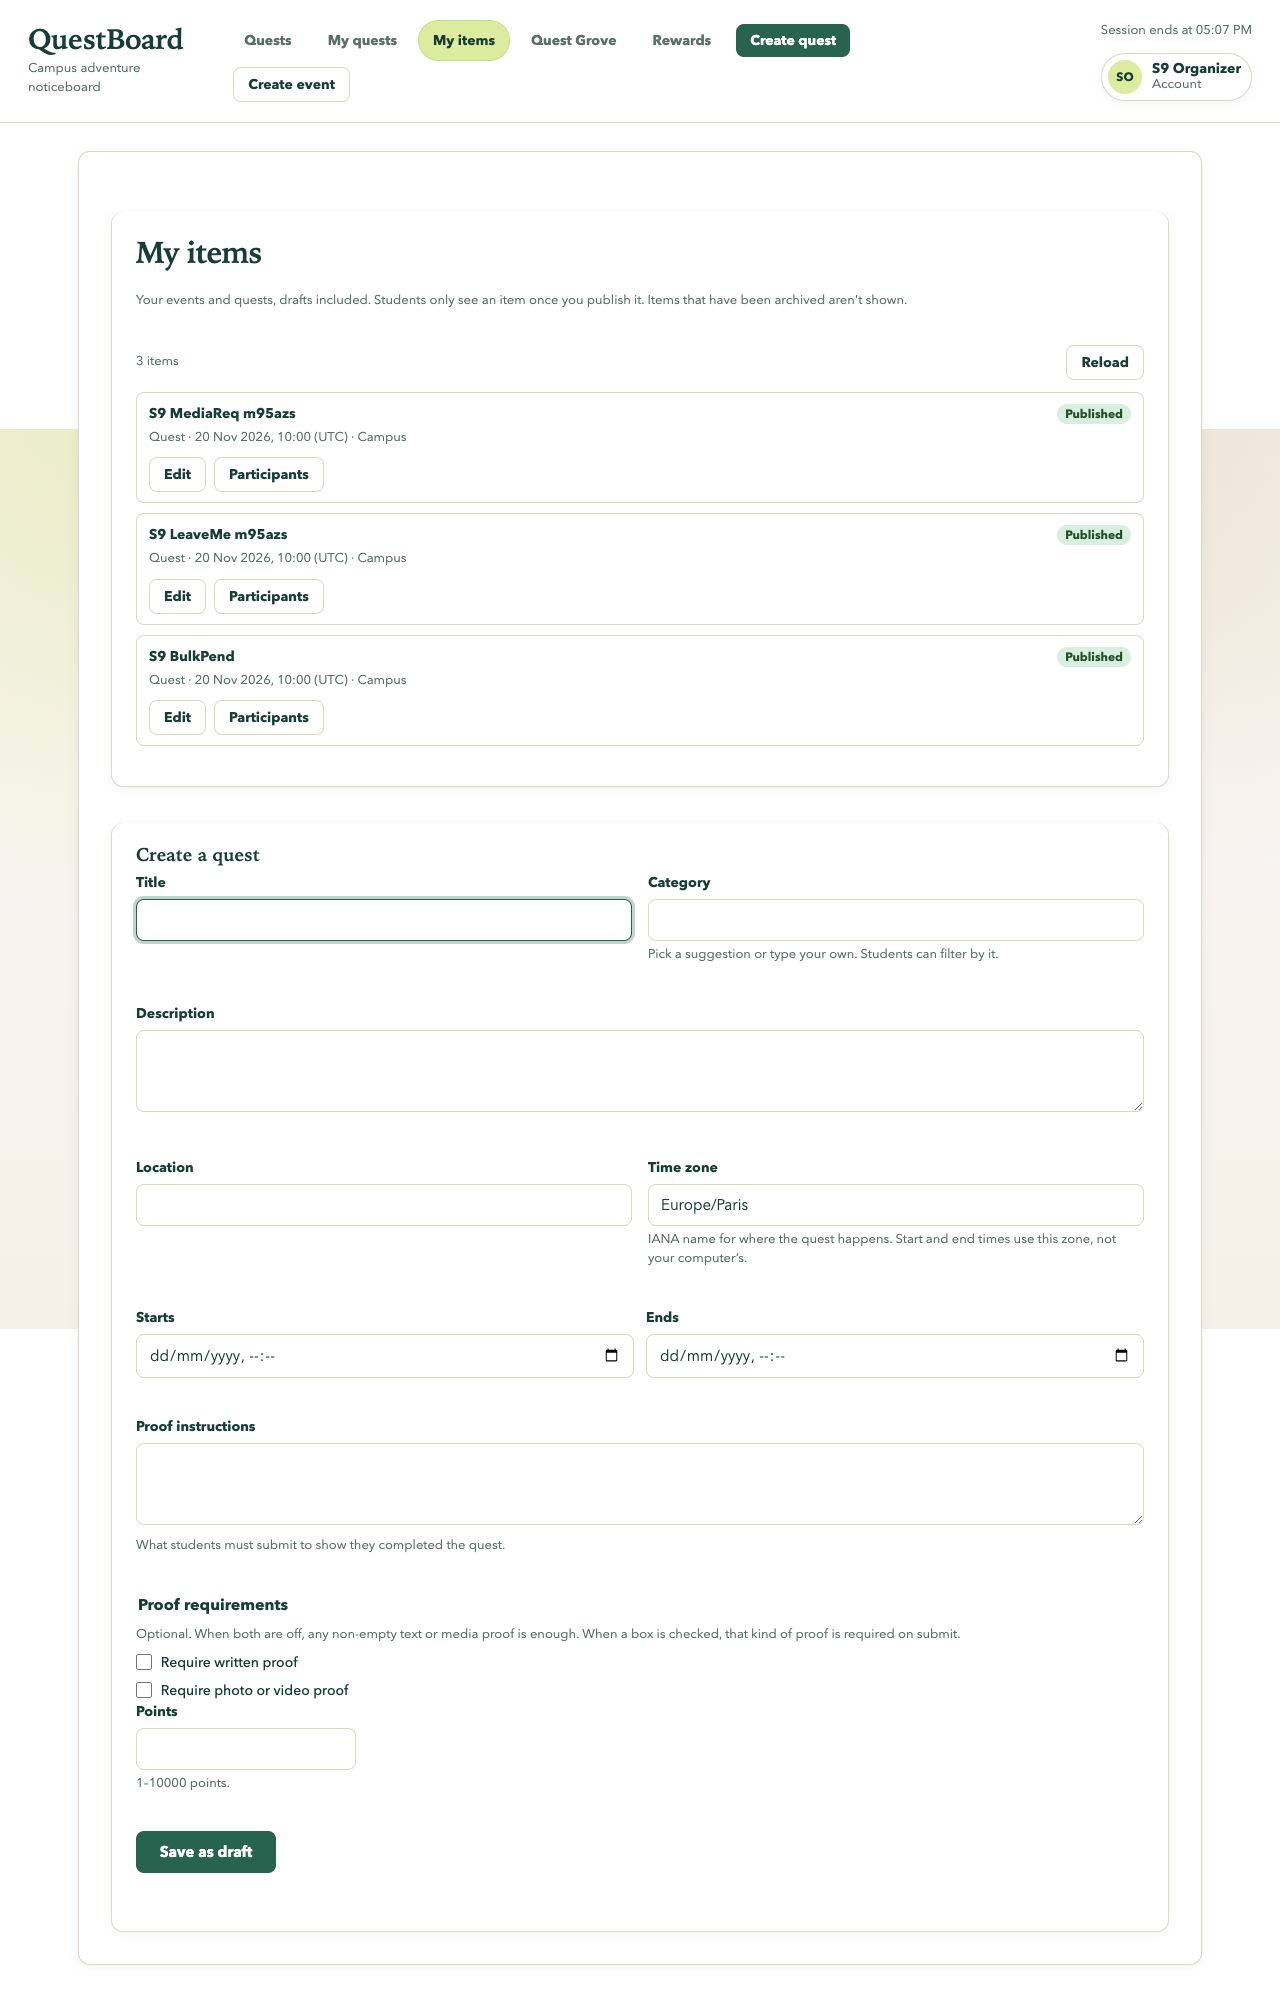 QuestBoard
Campus adventure
noticeboard
Quests
My quests
My items
Quest Grove
Rewards
Create quest
Create event
Session ends at 05:07 PM
SO
S9 Organizer
Account
My items
Your events and quests, drafts included. Students only see an item once you publish it. Items that have been archived aren't shown.
3 items
Reload
S9 MediaReq m95azs
Published
Quest · 20 Nov 2026, 10:00 (UTC) · Campus
Edit
Participants
S9 LeaveMe m95azs
Published
Quest · 20 Nov 2026, 10:00 (UTC) · Campus
Edit
Participants
S9 BulkPend
Published
Quest · 20 Nov 2026, 10:00 (UTC) · Campus
Edit
Participants
Create a quest
Title
Category
Pick a suggestion or type your own. Students can filter by it.
Description
Location
Time zone
Europe/Paris
IANA name for where the quest happens. Start and end times use this zone, not
your computer’s.
Starts
Ends
dd/mm/yyyy, --:--
dd/mm/yyyy, --:--
Proof instructions
What students must submit to show they completed the quest.
Proof requirements
Optional. When both are off, any non-empty text or media proof is enough. When a box is checked, that kind of proof is required on submit.
Require written proof
Require photo or video proof
Points
1–10000 points.
Save as draft